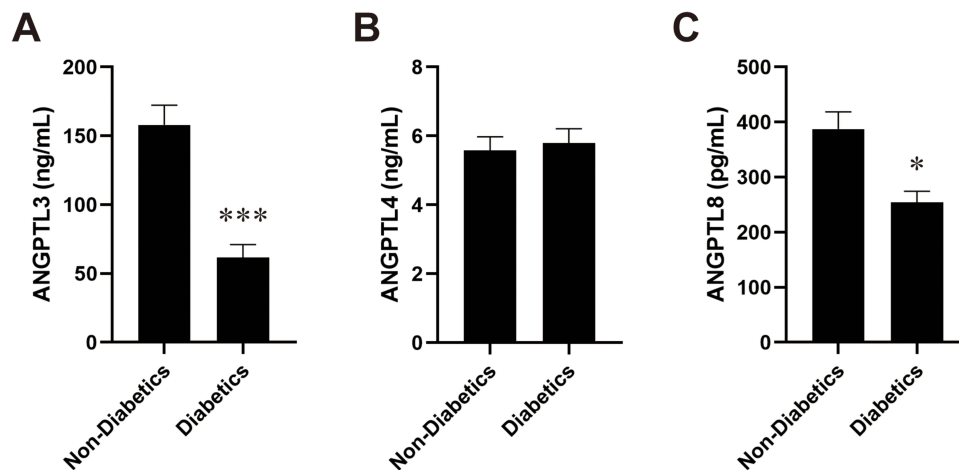 A
ANGPTL3 (ng/mL)
200
150
100
50
0
***
Non-Diabetics
Diabetics
B
ANGPTL4 (ng/mL)
8
6
4
2
0
Non-Diabetics
Diabetics
C
ANGPTL8 (pg/mL)
500
400
300
200
100
0
*
Non-Diabetics
Diabetics